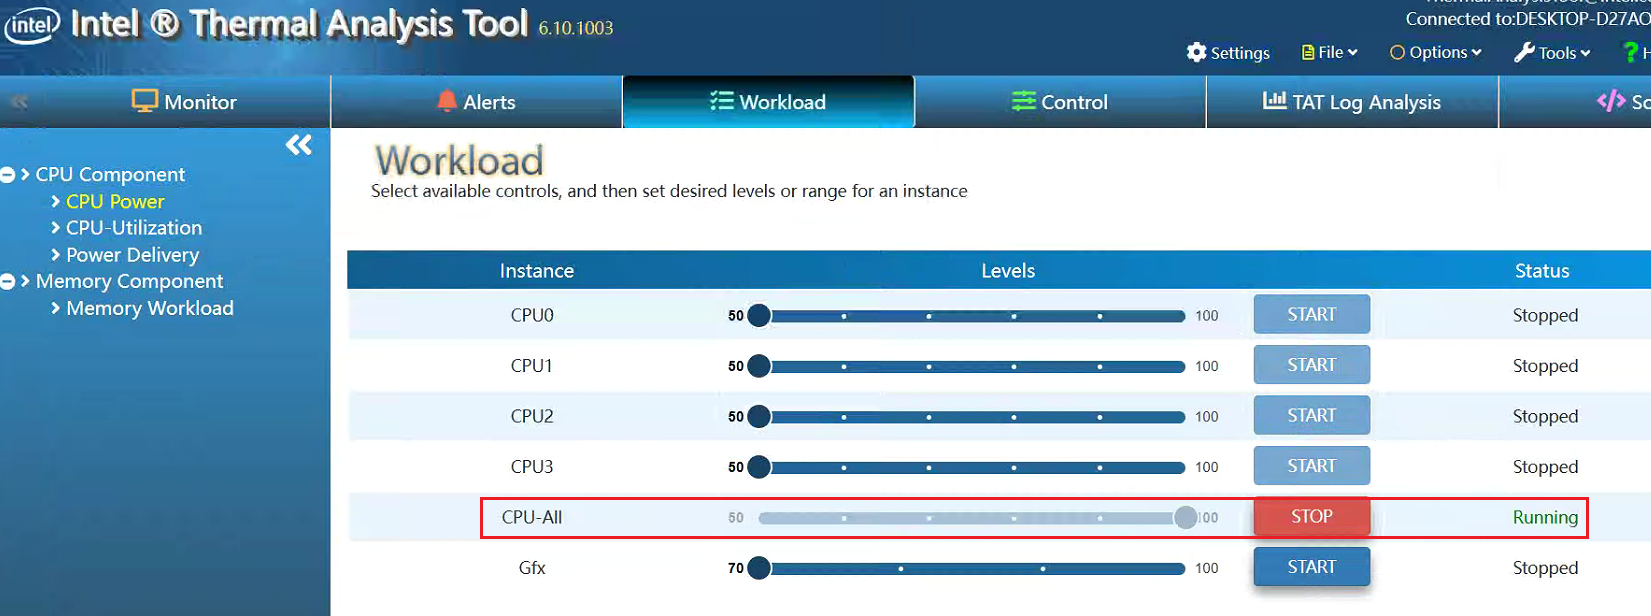 intel Intel ® Thermal Analysis Tool 6.10.1003
Connected to:DESKTOP-D27AO
Settings File Options Tools
Monitor Alerts Workload Control TAT Log Analysis
CPU Component
CPU Power
CPU-Utilization
Power Delivery
Memory Component
Memory Workload
Workload
Select available controls, and then set desired levels or range for an instance
Instance Levels Status
CPU0 50 100 START Stopped
CPU1 50 100 START Stopped
CPU2 50 100 START Stopped
CPU3 50 100 START Stopped
CPU-All 50 100 STOP Running
Gfx 70 100 START Stopped